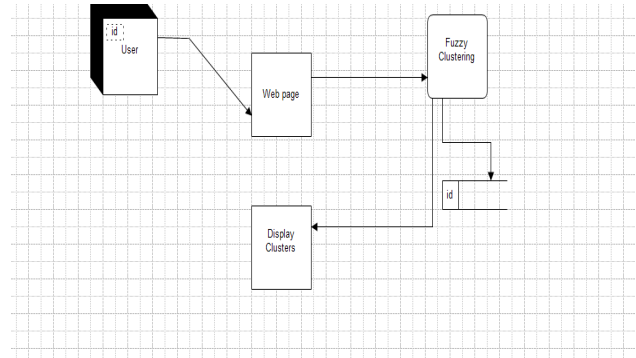 id
User
Web page
Fuzzy
Clustering
id
Display
Clusters